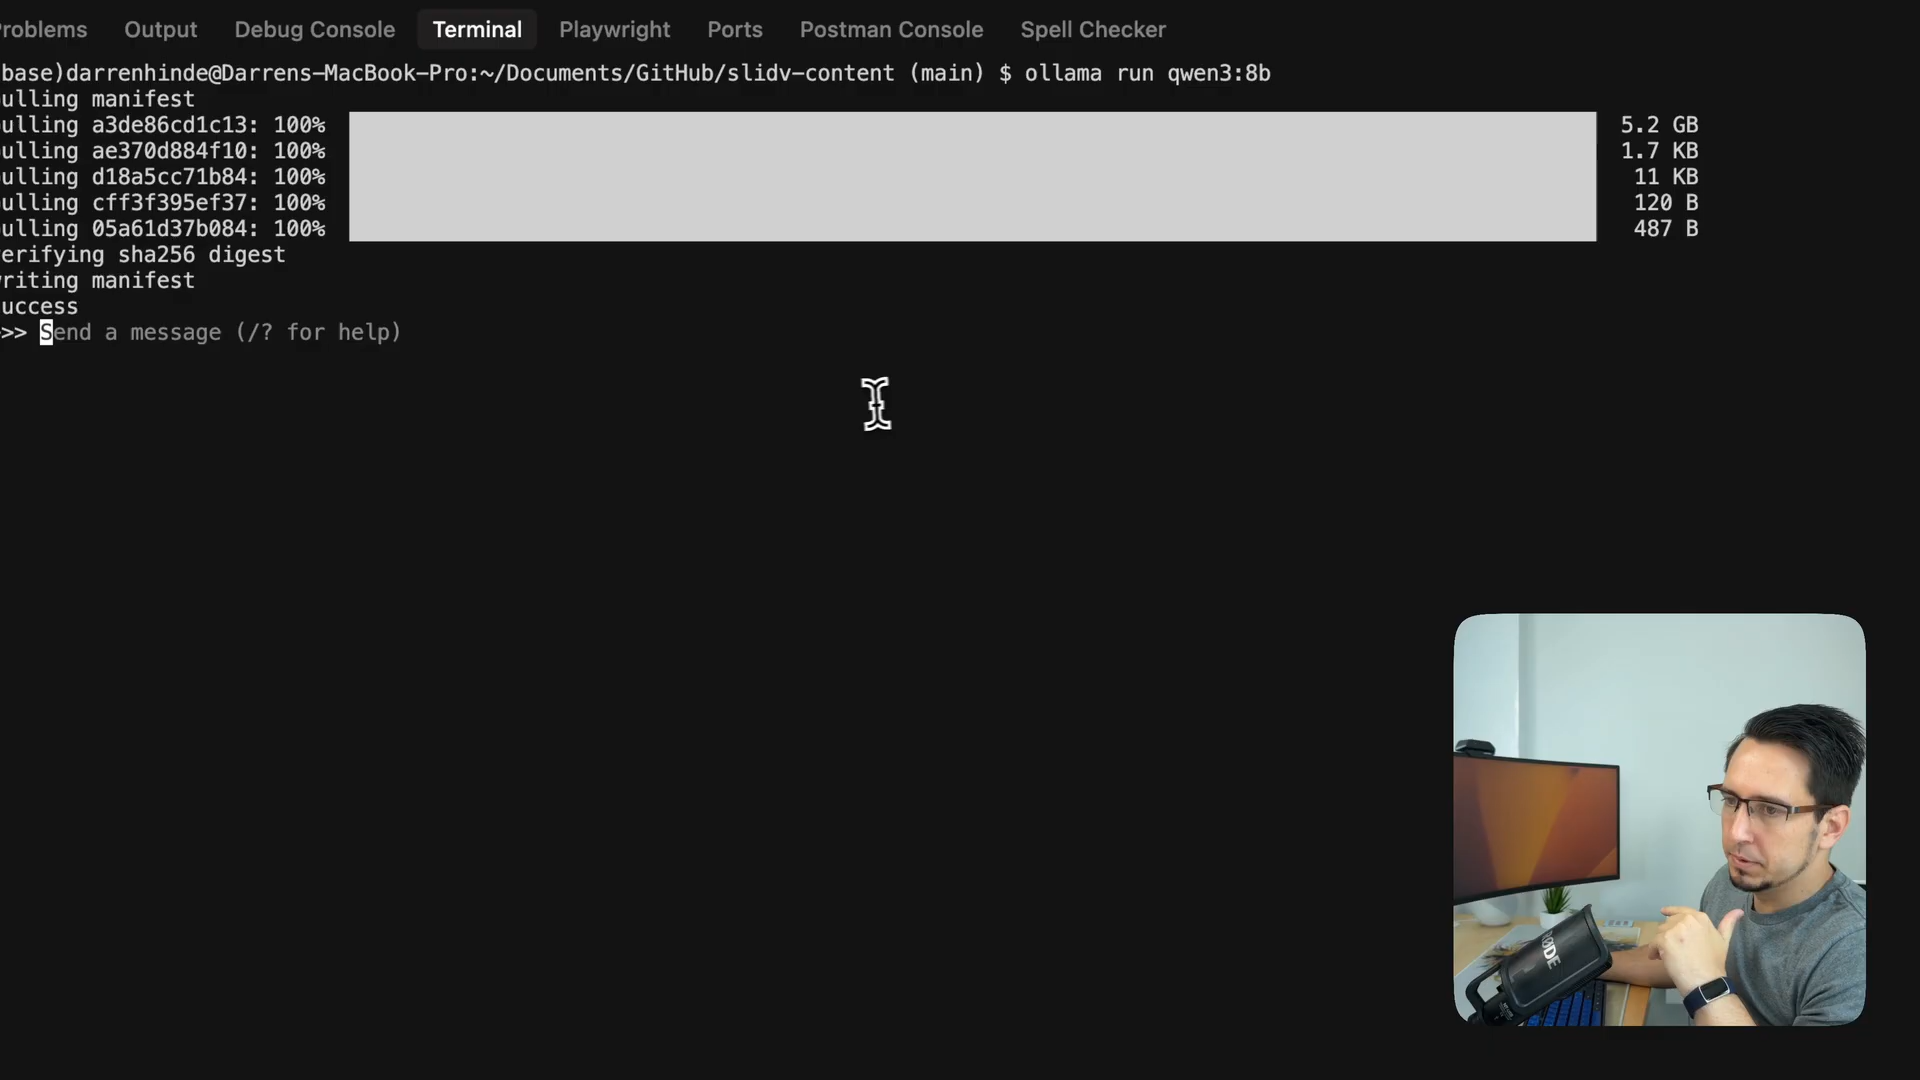 roblems Output Debug Console Terminal Playwright Ports Postman Console Spell Checker
base)darrenhinde@Darrens-MacBook-Pro:~/Documents/GitHub/slidv-content (main) $ ollama run qwen3:8b
ulling manifest
ulling a3de86cd1c13: 100% 5.2 GB
ulling ae370d884f10: 100% 1.7 KB
ulling d18a5cc71b84: 100% 11 KB
ulling cff3f395ef37: 100% 120 B
ulling 05a61d37b084: 100% 487 B
erifying sha256 digest
riting manifest
uccess
>> Send a message (/? for help)
RØDE